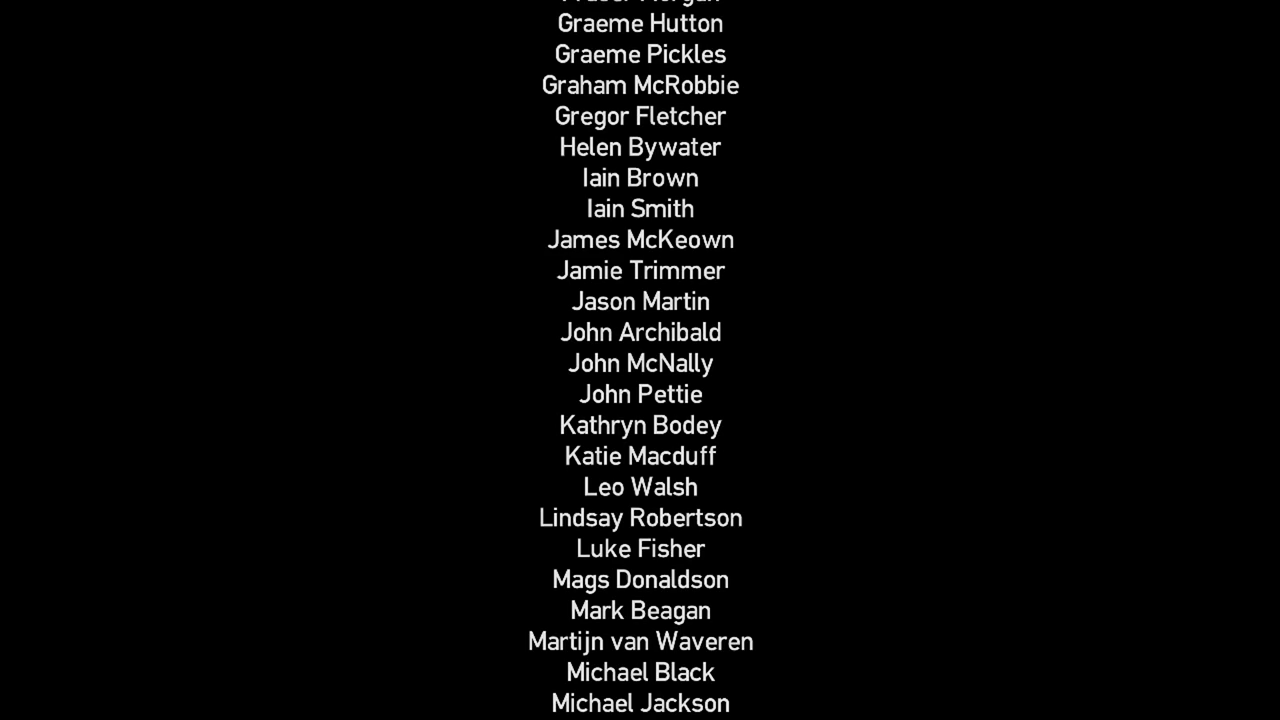 Graeme Hutton
Graeme Pickles
Graham McRobbie
Gregor Fletcher
Helen Bywater
Iain Brown
Iain Smith
James McKeown
Jamie Trimmer
Jason Martin
John Archibald
John McNally
John Pettie
Kathryn Bodey
Katie Macduff
Leo Walsh
Lindsay Robertson
Luke Fisher
Mags Donaldson
Mark Beagan
Martijn van Waveren
Michael Black
Michael Jackson